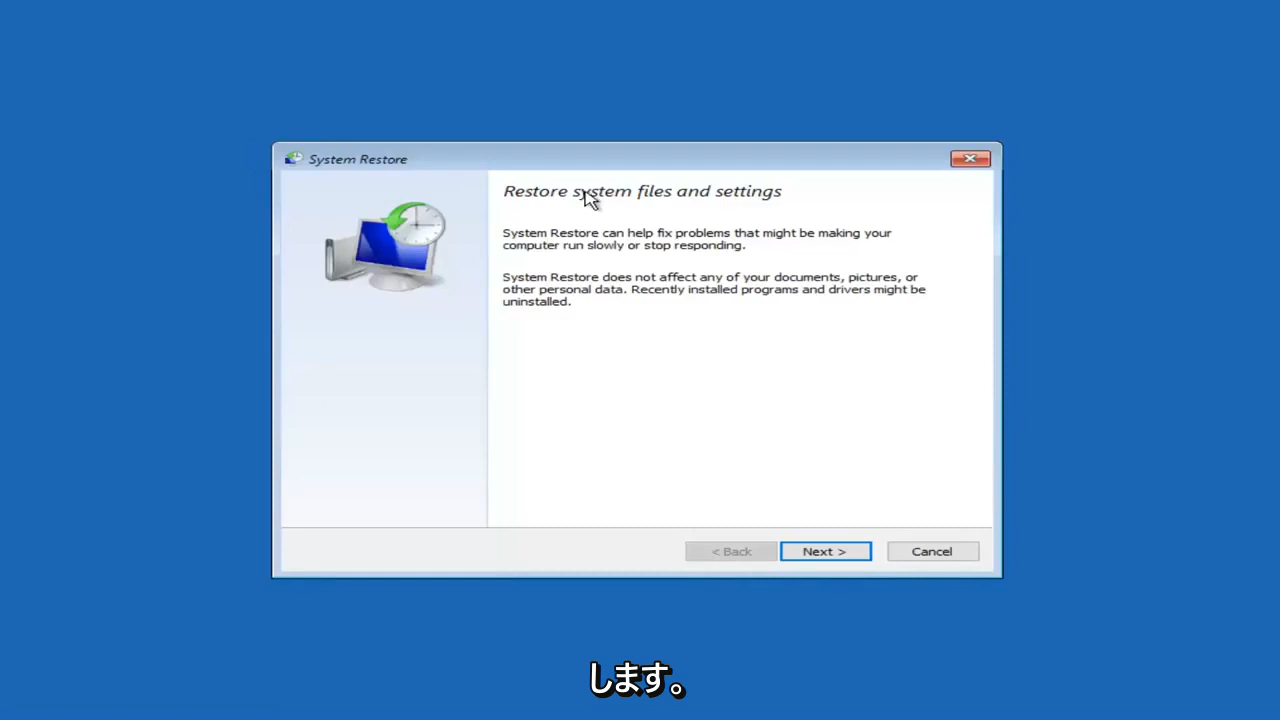 System Restore
Restore system files and settings
System Restore can help fix problems that might be making your
computer run slowly or stop responding.
System Restore does not affect any of your documents, pictures, or
other personal data. Recently installed programs and drivers might be
uninstalled.
< Back
Next >
Cancel
します。